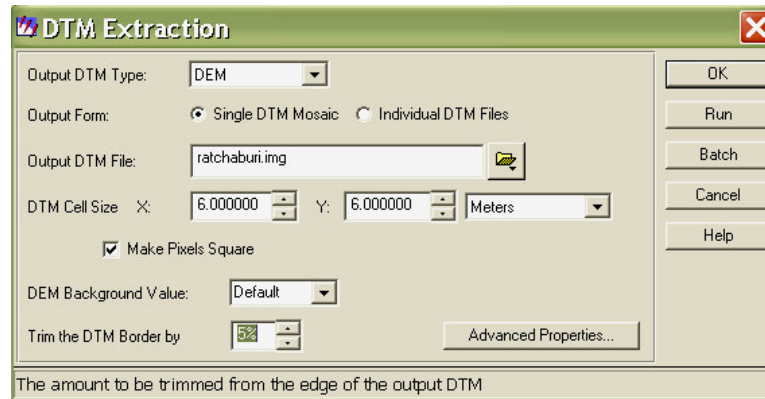 DTM Extraction
Output DTM Type: DEM OK
Output Form: Single DTM Mosaic Individual DTM Files Run
Output DTM File: ratchaburi.img Batch
DTM Cell Size X: 6.000000 Y: 6.000000 Meters Cancel
Make Pixels Square Help
DEM Background Value: Default
Trim the DTM Border by 5% Advanced Properties...
The amount to be trimmed from the edge of the output DTM